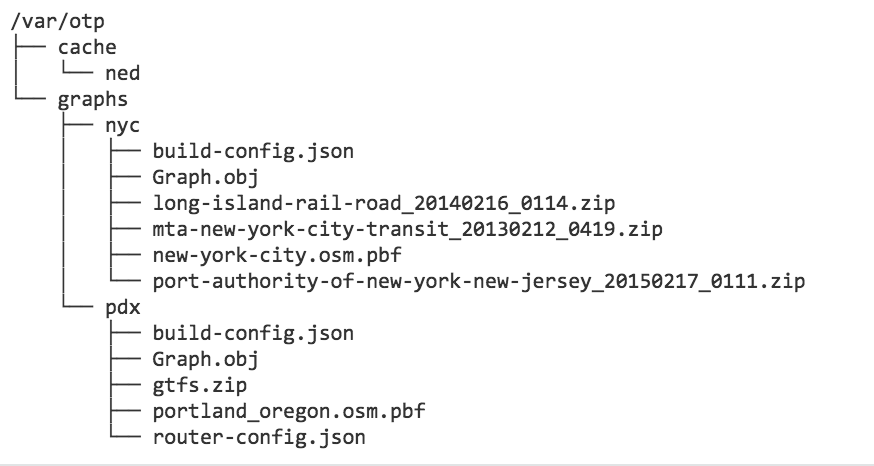 /var/otp
├── cache
│   └── ned
└── graphs
    ├── nyc
    │   ├── build-config.json
    │   ├── Graph.obj
    │   ├── long-island-rail-road_20140216_0114.zip
    │   ├── mta-new-york-city-transit_20130212_0419.zip
    │   ├── new-york-city.osm.pbf
    │   └── port-authority-of-new-york-new-jersey_20150217_0111.zip
    └── pdx
        ├── build-config.json
        ├── Graph.obj
        ├── gtfs.zip
        ├── portland_oregon.osm.pbf
        └── router-config.json